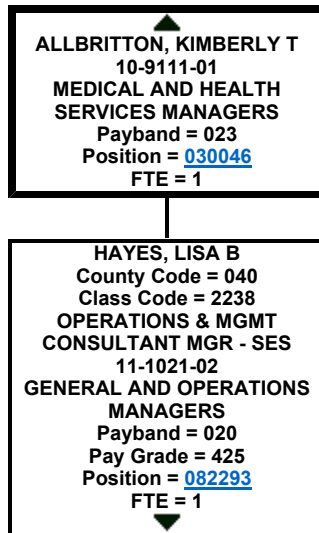 ALLBRITTON, KIMBERLY T
10-9111-01
MEDICAL AND HEALTH
SERVICES MANAGERS
Payband = 023
Position = 030046
FTE = 1
HAYES, LISA B
County Code = 040
Class Code = 2238
OPERATIONS & MGMT
CONSULTANT MGR - SES
11-1021-02
GENERAL AND OPERATIONS
MANAGERS
Payband = 020
Pay Grade = 425
Position = 082293
FTE = 1